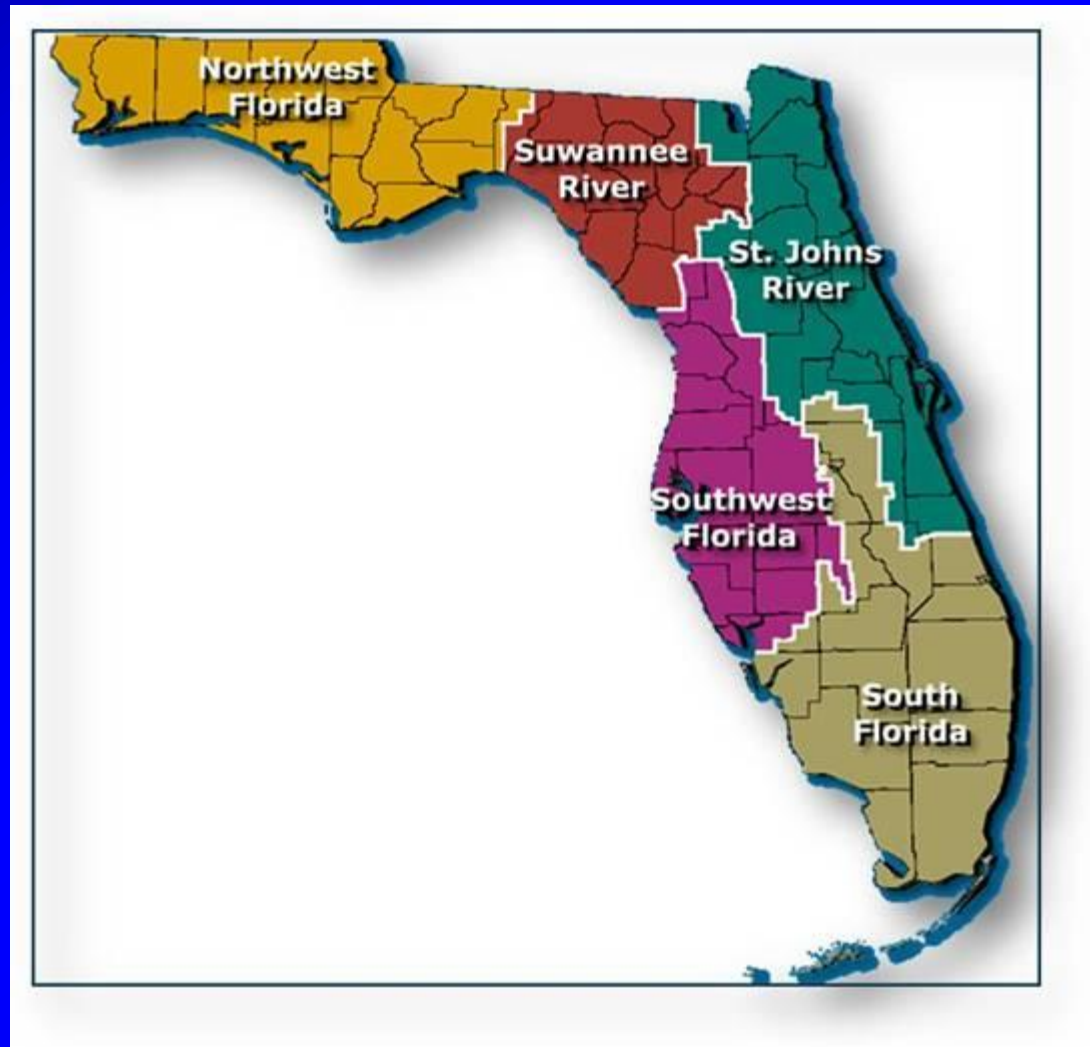 Northwest
Florida
Suwannee
River
St. Johns
River
Southwest
Florida
South
Florida